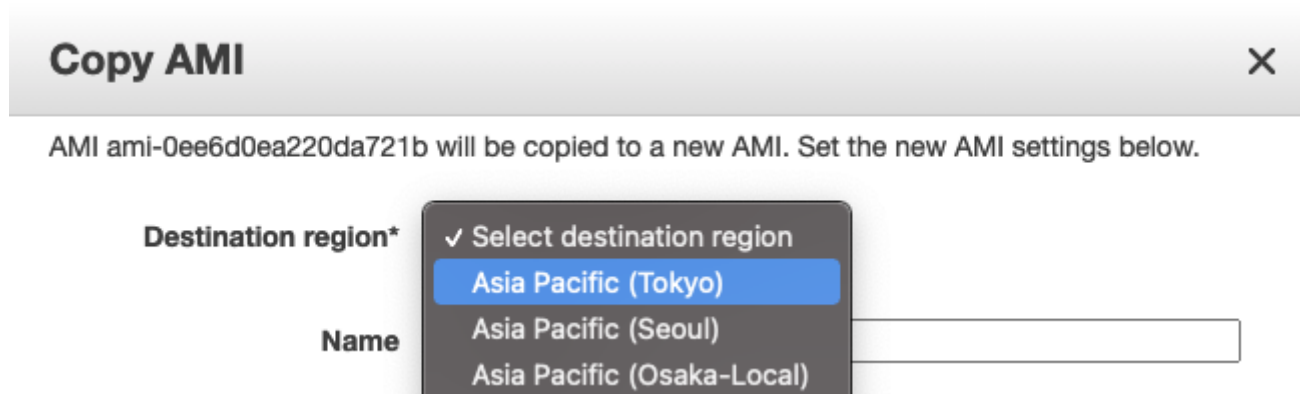 Copy AMI
AMI ami-0ee6d0ea220da721b will be copied to a new AMI. Set the new AMI settings below.
Destination region*
✓ Select destination region
Asia Pacific (Tokyo)
Asia Pacific (Seoul)
Asia Pacific (Osaka-Local)
Name